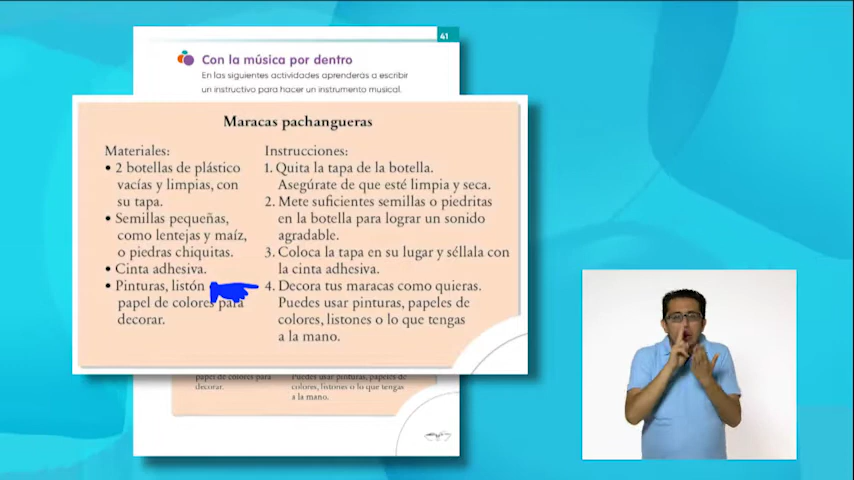 41
Con la música por dentro
En las siguientes actividades aprenderás a escribir
un instructivo para hacer un instrumento musical.
Maracas pachangueras
Materiales:
• 2 botellas de plástico
vacías y limpias, con
su tapa.
• Semillas pequeñas,
como lentejas y maíz,
o piedras chiquitas.
• Cinta adhesiva.
• Pinturas, listón
papel de colores para
decorar.
Instrucciones:
1. Quita la tapa de la botella.
Asegúrate de que esté limpia y seca.
2. Mete suficientes semillas o piedritas
en la botella para lograr un sonido
agradable.
3. Coloca la tapa en su lugar y séllala con
la cinta adhesiva.
4. Decora tus maracas como quieras.
Puedes usar pinturas, papeles de
colores, listones o lo que tengas
a la mano.
papel de colores para
decorar.
Puedes usar pinturas, papeles de
colores, listones o lo que tengas
a la mano.